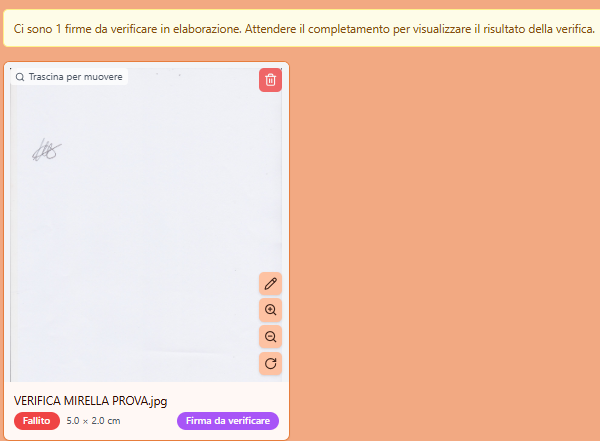 Ci sono 1 firme da verificare in elaborazione. Attendere il completamento per visualizzare il risultato della verifica.
Trascina per muovere
VERIFICA MIRELLA PROVA.jpg
Fallito 5.0 × 2.0 cm Firma da verificare